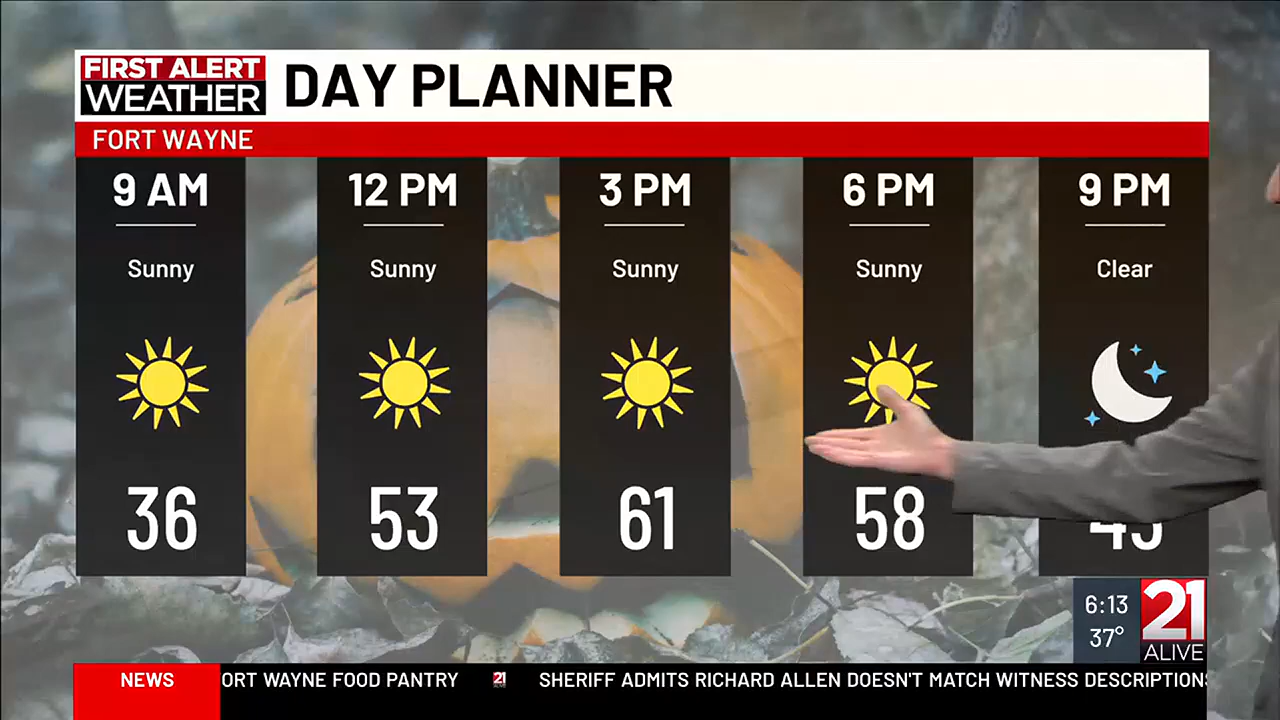 FIRST ALERT
WEATHER
DAY PLANNER
FORT WAYNE
9 AM
12 PM
3 PM
6 PM
9 PM
Sunny
Sunny
Sunny
Sunny
Clear
36
53
61
58
6:13
37°
21
ALIVE
NEWS
ORT WAYNE FOOD PANTRY
21
SHERIFF ADMITS RICHARD ALLEN DOESN'T MATCH WITNESS DESCRIPTIONS